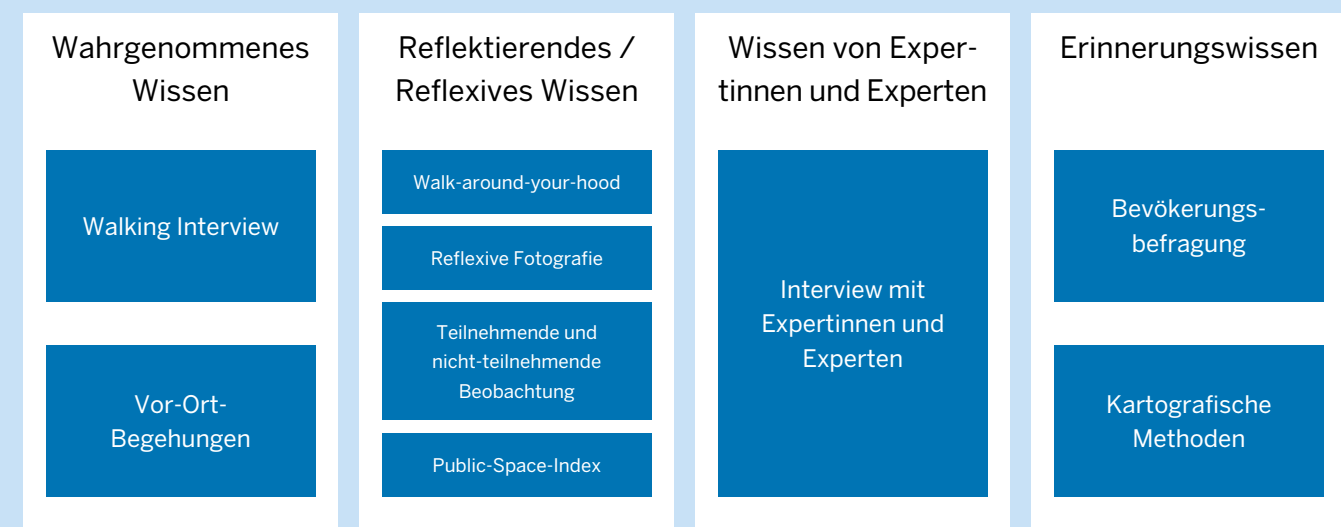 Wahrgenommenes
Wissen
Walking Interview
Vor-Ort-
Begehungen
Reflektierendes /
Reflexives Wissen
Walk-around-your-hood
Reflexive Fotografie
Teilnehmende und
nicht-teilnehmende
Beobachtung
Public-Space-Index
Wissen von Exper-
tinnen und Experten
Interview mit
Expertinnen und
Experten
Erinnerungswissen
Bevökerungs-
befragung
Kartografische
Methoden